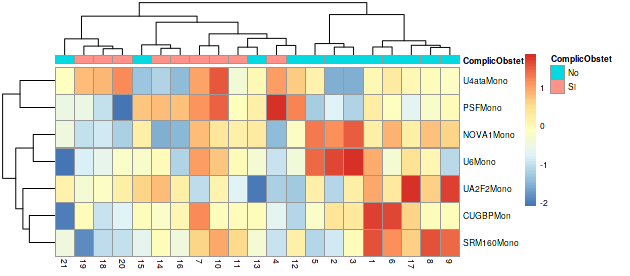 ComplicObstet
U4ataMono
PSFMono
NOVA1Mono
U6Mono
UA2F2Mono
CUGBPMon
SRM160Mono
21 19 18 20 15 14 16 7 10 11 13 4 12 5 2 3 1 6 17 8 9
1
0
-1
-2
ComplicObstet
No
SI